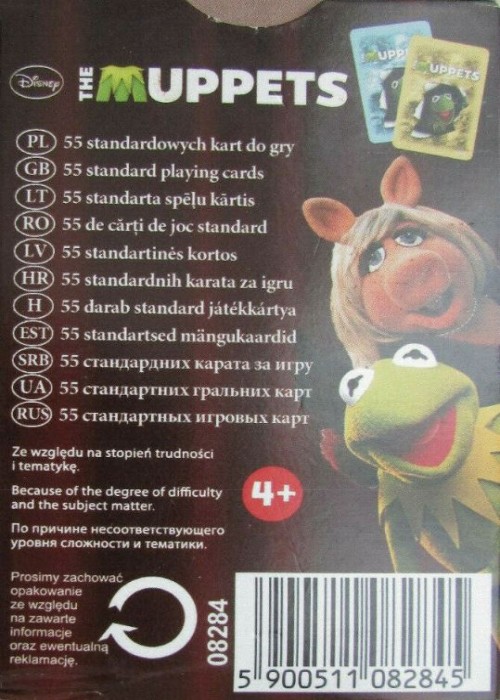 Disney
THE MUPPETS
MUPPETS
MUPPETS
PL 55 standardowych kart do gry
GB 55 standard playing cards
LT 55 standarta spēļu kārtis
RO 55 de cărți de joc standard
LV 55 standartinės kortos
HR 55 standardnih karata za igru
H 55 darab standard játékkártya
EST 55 standartsed mängukaardid
SRB 55 стандардних карата за игру
UA 55 стандартних гральних карт
RUS 55 стандартных игровых карт
Ze względu na stopień trudności
i tematykę.
Because of the degree of difficulty
and the subject matter.
По причине несоответствующего
уровня сложности и тематики.
4+
Prosimy zachować
opakowanie
ze względu
na zawarte
informacje
oraz ewentualną
reklamację.
08284
5 900511 082845